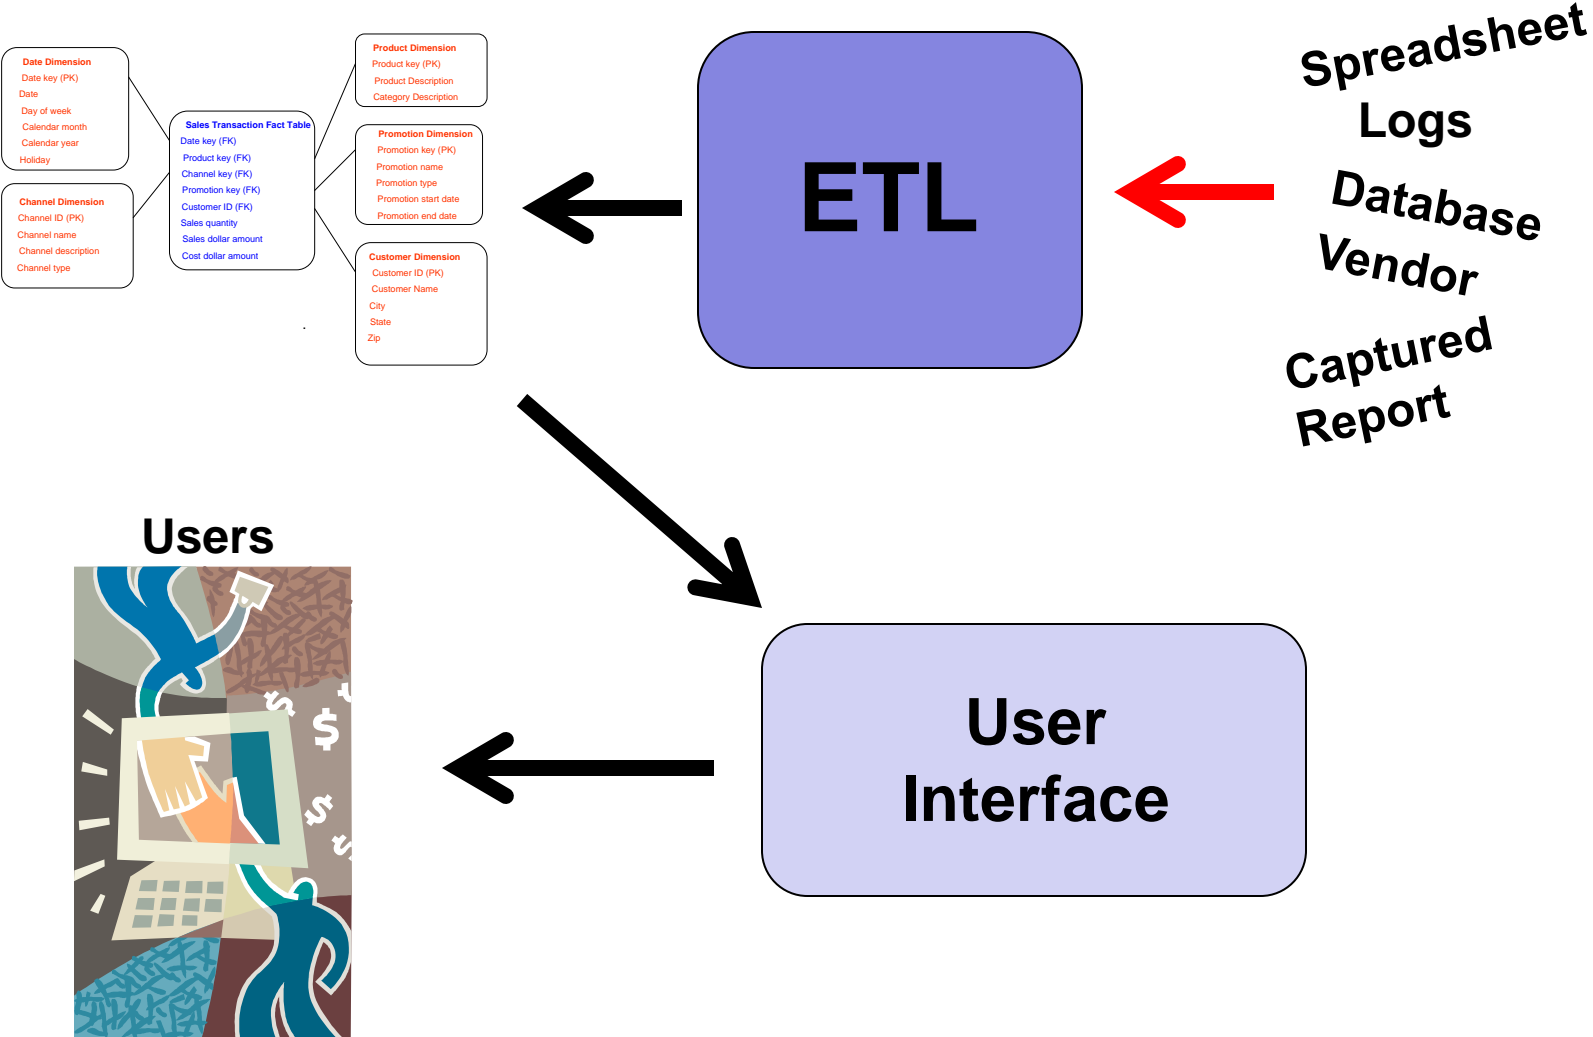 Date Dimension
Date key (PK)
Date
Day of week
Calendar month
Calendar year
Holiday
Channel Dimension
Channel ID (PK)
Channel name
Channel description
Channel type
Sales Transaction Fact Table
Date key (FK)
Product key (FK)
Channel key (FK)
Promotion key (FK)
Customer ID (FK)
Sales quantity
Sales dollar amount
Cost dollar amount
Product Dimension
Product key (PK)
Product Description
Category Description
Promotion Dimension
Promotion key (PK)
Promotion name
Promotion type
Promotion start date
Promotion end date
Customer Dimension
Customer ID (PK)
Customer Name
City
State
Zip
.
ETL
Spreadsheet
Logs
Database
Vendor
Captured
Report
Users
$
$
$
$
User
Interface